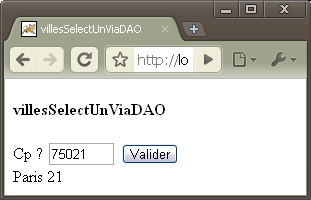 villesSelectUnViaDAO
http://lo
villesSelectUnViaDAO
Cp ? 75021 Valider
Paris 21